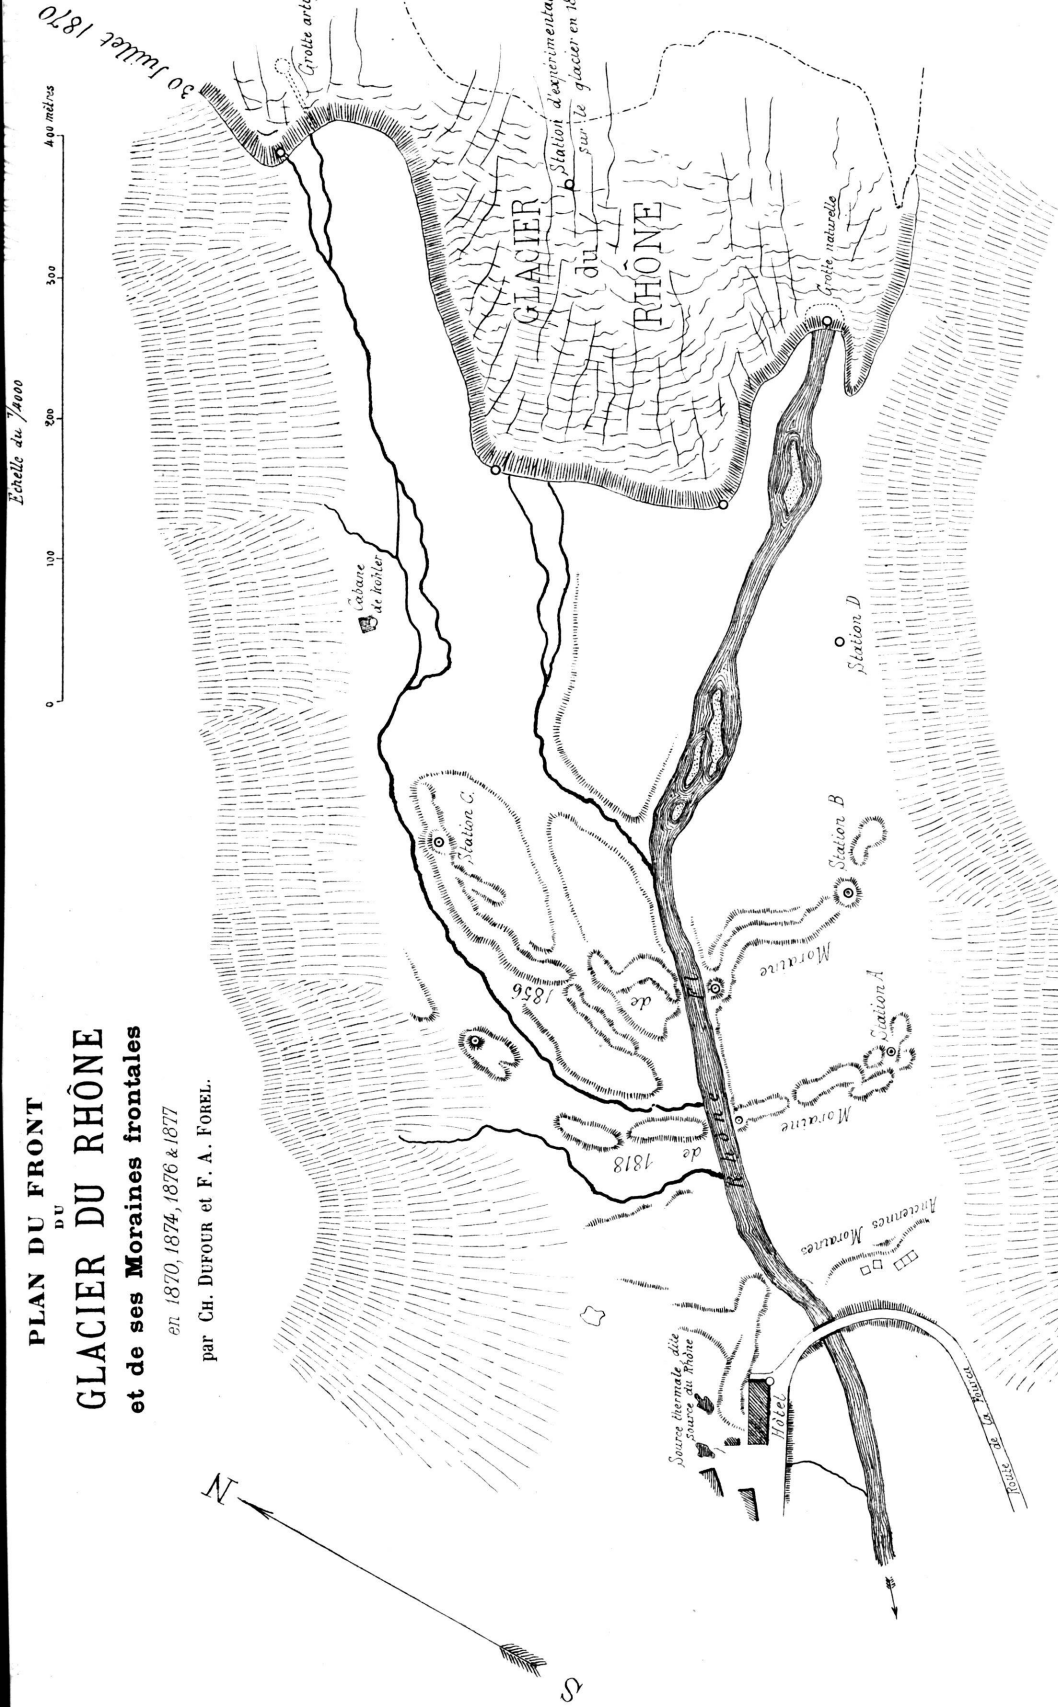 PLAN DU FRONT
DU
GLACIER DU RHÔNE
et de ses Moraines frontales
en 1870, 1874, 1876 & 1877
par CH. DUFOUR et F. A. FOREL.
Echelle du 1/4000
0 100 200 300 400 mètres
30 Juillet 1870
Grotte
Station
sur le glacier en
GLACIER
du
RHÔNE
Grotte naturelle
Cabane
de Kohler
Station D
Station C.
Station B
Station A
Moraine
de
1856
Moraine
de
1818
Rhône Fl.
Anciennes Moraines
Source thermale dite
source du Rhône
Hôtel
Route de la Fourca
N
S